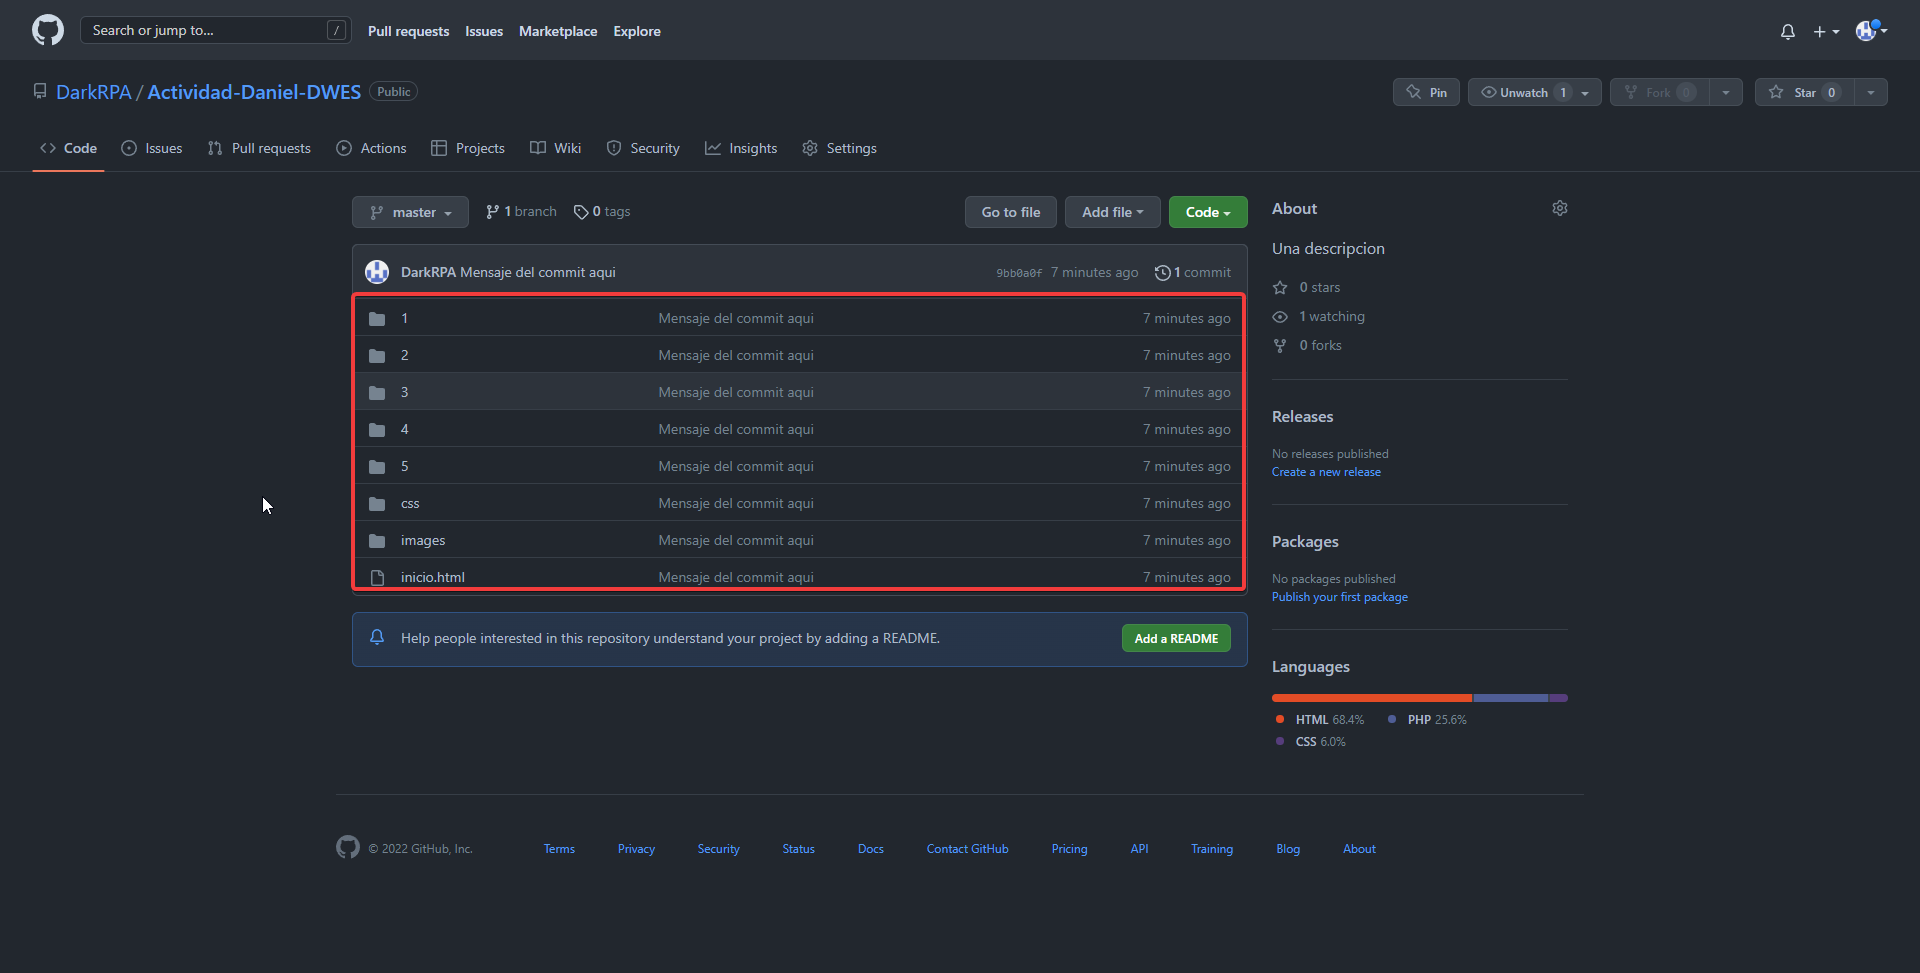 Search or jump to... /
Pull requests Issues Marketplace Explore
DarkRPA / Actividad-Daniel-DWES Public
Pin Unwatch 1 Fork 0 Star 0
Code Issues Pull requests Actions Projects Wiki Security Insights Settings
master 1 branch 0 tags Go to file Add file Code
DarkRPA Mensaje del commit aqui 9bb0a0f 7 minutes ago 1 commit
1 Mensaje del commit aqui 7 minutes ago
2 Mensaje del commit aqui 7 minutes ago
3 Mensaje del commit aqui 7 minutes ago
4 Mensaje del commit aqui 7 minutes ago
5 Mensaje del commit aqui 7 minutes ago
css Mensaje del commit aqui 7 minutes ago
images Mensaje del commit aqui 7 minutes ago
inicio.html Mensaje del commit aqui 7 minutes ago
Help people interested in this repository understand your project by adding a README. Add a README
About
Una descripcion
0 stars
1 watching
0 forks
Releases
No releases published
Create a new release
Packages
No packages published
Publish your first package
Languages
HTML 68.4% PHP 25.6%
CSS 6.0%
© 2022 GitHub, Inc. Terms Privacy Security Status Docs Contact GitHub Pricing API Training Blog About